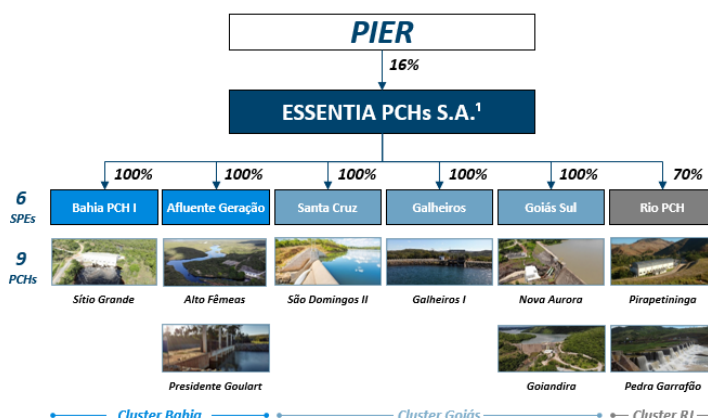 PIER
16%
ESSENTIA PCHs S.A.¹
100% 100% 100% 100% 100% 70%
6
SPEs
Bahia PCH I Afluente Geração Santa Cruz Galheiros Goiás Sul Rio PCH
9
PCHs
Sítio Grande Alto Fêmeas São Domingos II Galheiros I Nova Aurora Pirapetininga
Presidente Goulart Goiandira Pedra Garrafão
Cluster Bahia Cluster Goiás Cluster RJ